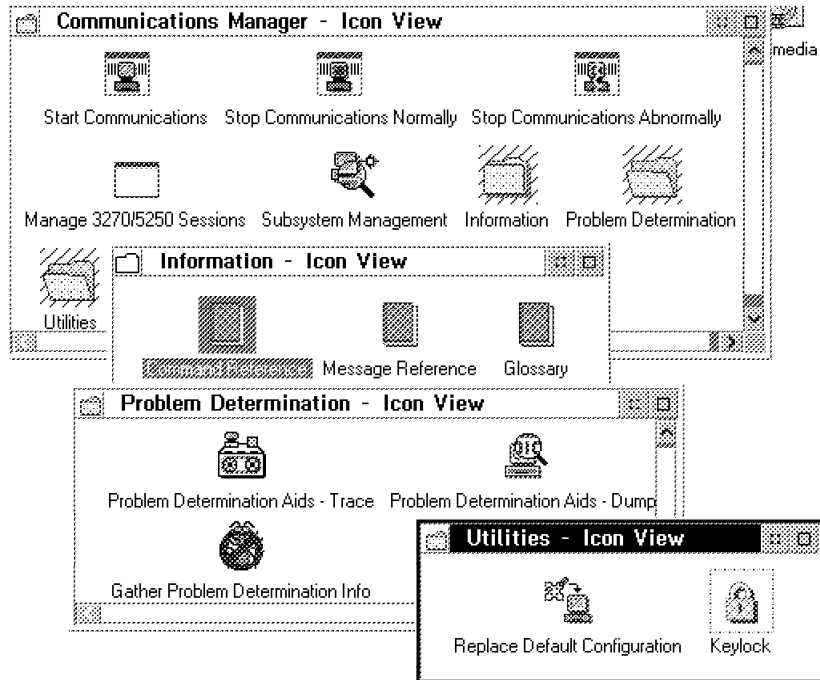 Communications Manager - Icon View
media
Start Communications
Stop Communications Normally
Stop Communications Abnormally
Manage 3270/5250 Sessions
Subsystem Management
Information
Problem Determination
Utilities
Information - Icon View
Command Reference
Message Reference
Glossary
Problem Determination - Icon View
Problem Determination Aids - Trace
Problem Determination Aids - Dump
Gather Problem Determination Info
Utilities - Icon View
Replace Default Configuration
Keylock